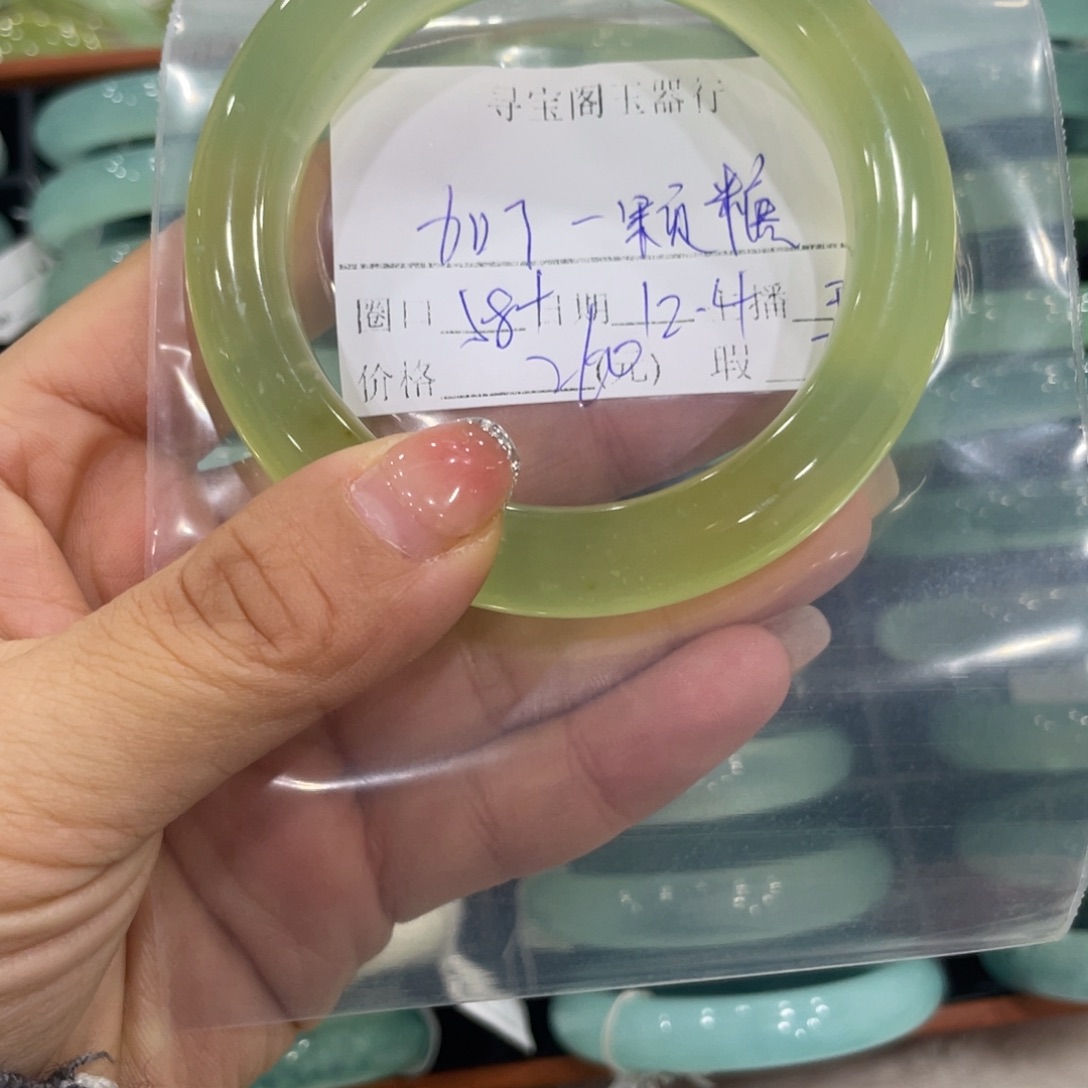 寻宝阁玉器行
加了一颗糖
圈口 58+ 日期 12-4 播
价格 2600 (元) 瑕